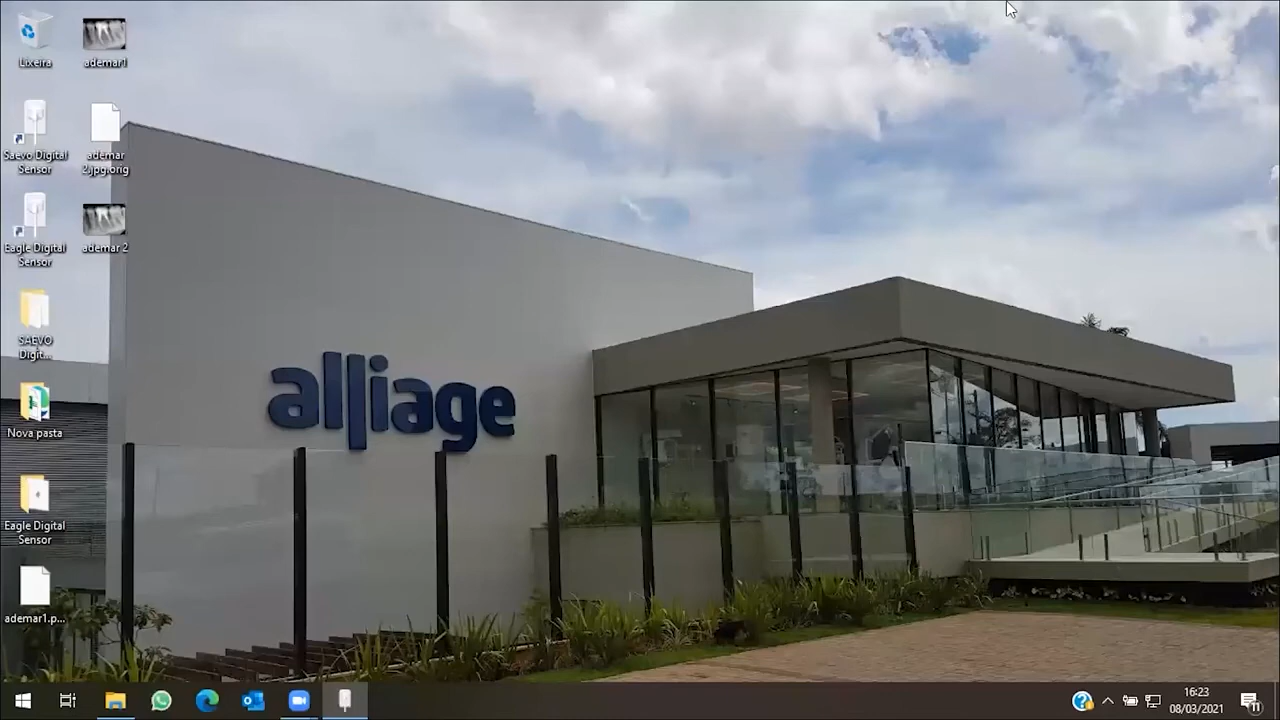 Lixeira
ademar1
Saevo Digital
Sensor
ademar
2.jpg.png
Eagle Digital
Sensor
ademar 2
SAEVO
Digit...
Nova pasta
Eagle Digital
Sensor
ademar1.p...
alliage
16:23
08/03/2021
11